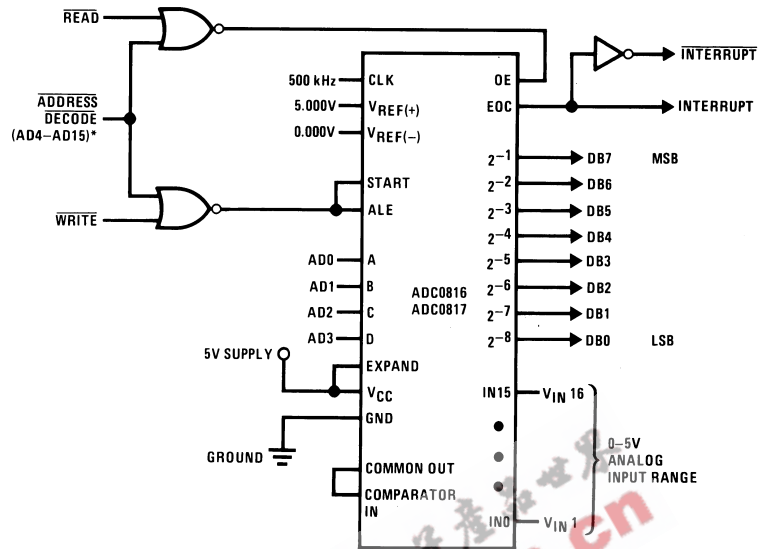 READ
ADDRESS
DECODE
(AD4–AD15)*
WRITE
500 kHz
5.000V
0.000V
CLK
VREF(+)
VREF(−)
START
ALE
AD0
AD1
AD2
AD3
A
B
C
D
5V SUPPLY
EXPAND
VCC
GND
GROUND
COMMON OUT
COMPARATOR
IN
ADC0816
ADC0817
OE
EOC
INTERRUPT
INTERRUPT
2−1 DB7 MSB
2−2 DB6
2−3 DB5
2−4 DB4
2−5 DB3
2−6 DB2
2−7 DB1
2−8 DB0 LSB
IN15 VIN 16
IN0 VIN 1
0–5V
ANALOG
INPUT RANGE
.cn